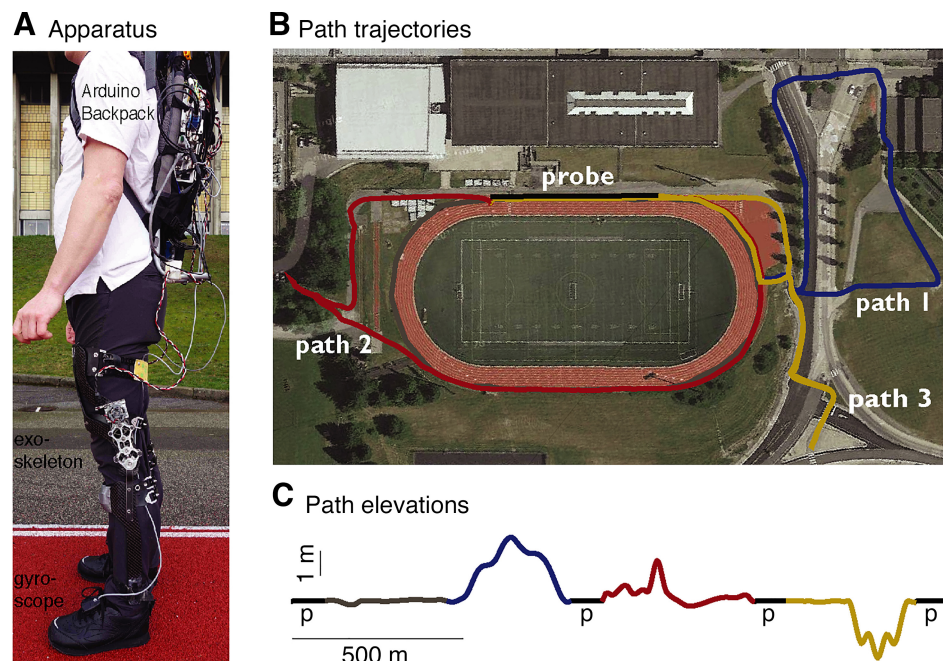 A Apparatus
Arduino
Backpack
exo-
skeleton
gyro-
scope
B Path trajectories
probe
path 1
path 2
path 3
C Path elevations
1 m
p
p
p
p
500 m